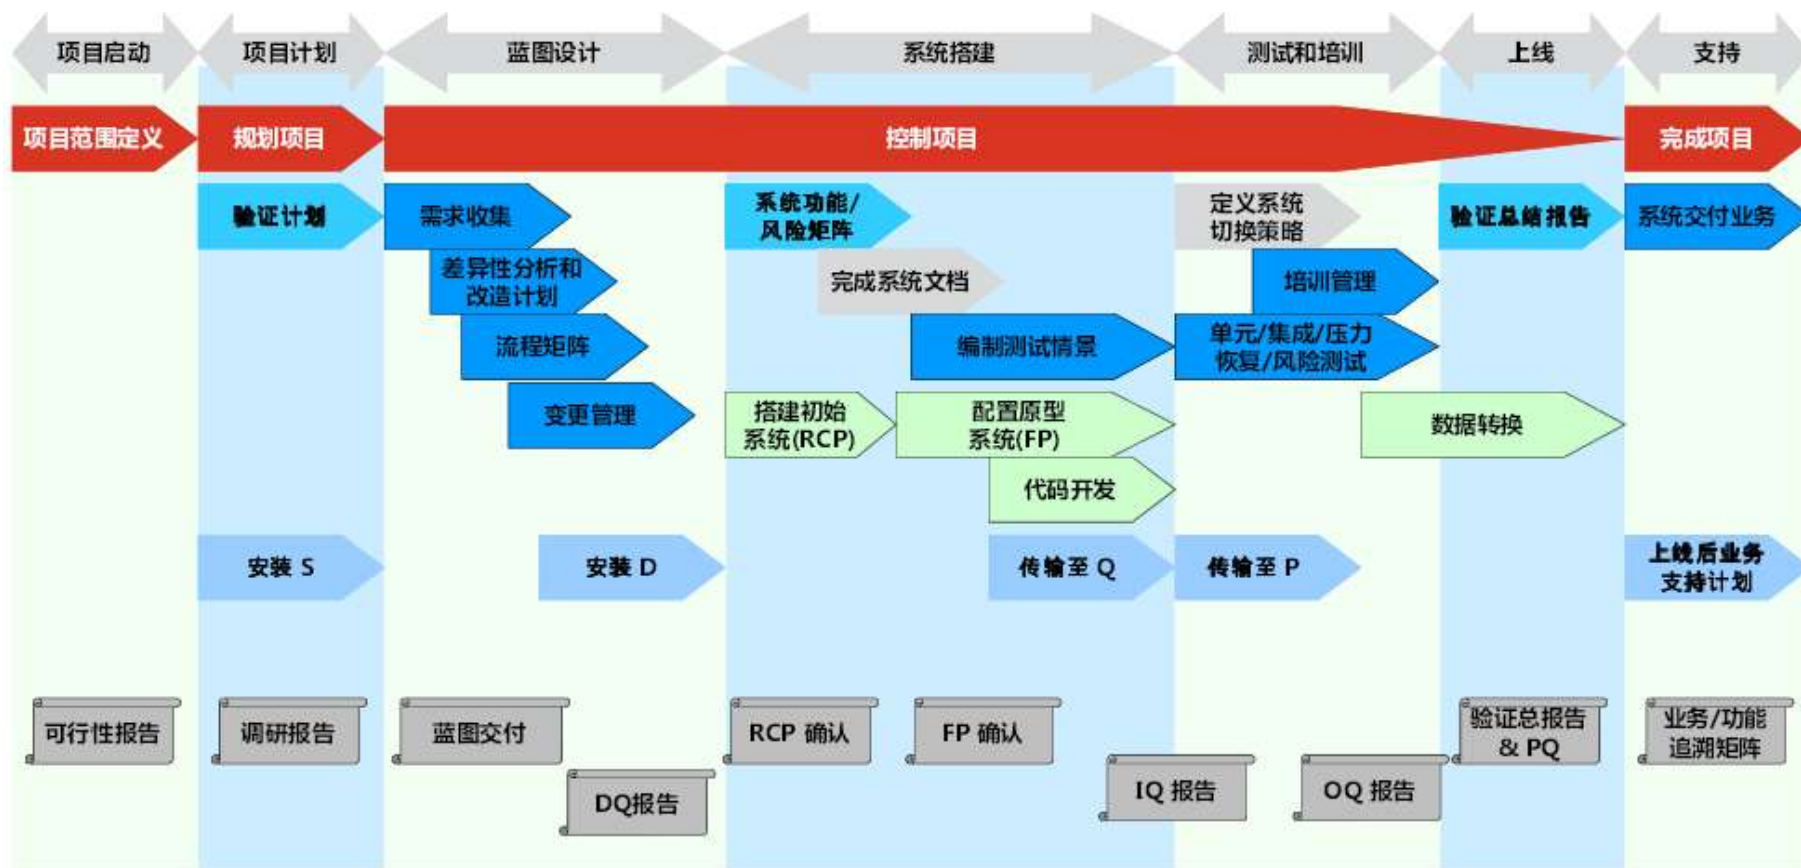 项目启动
项目计划
蓝图设计
系统搭建
测试和培训
上线
支持
项目范围定义
规划项目
控制项目
完成项目
验证计划
需求收集
系统功能/
风险矩阵
定义系统
切换策略
验证总结报告
系统交付业务
差异性分析和
改造计划
完成系统文档
培训管理
流程矩阵
编制测试情景
单元/集成/压力
恢复/风险测试
变更管理
搭建初始
系统(RCP)
配置原型
系统(FP)
数据转换
代码开发
安装 S
安装 D
传输至 Q
传输至 P
上线后业务
支持计划
可行性报告
调研报告
蓝图交付
RCP 确认
FP 确认
验证总报告
& PQ
业务/功能
追溯矩阵
DQ报告
IQ 报告
OQ 报告